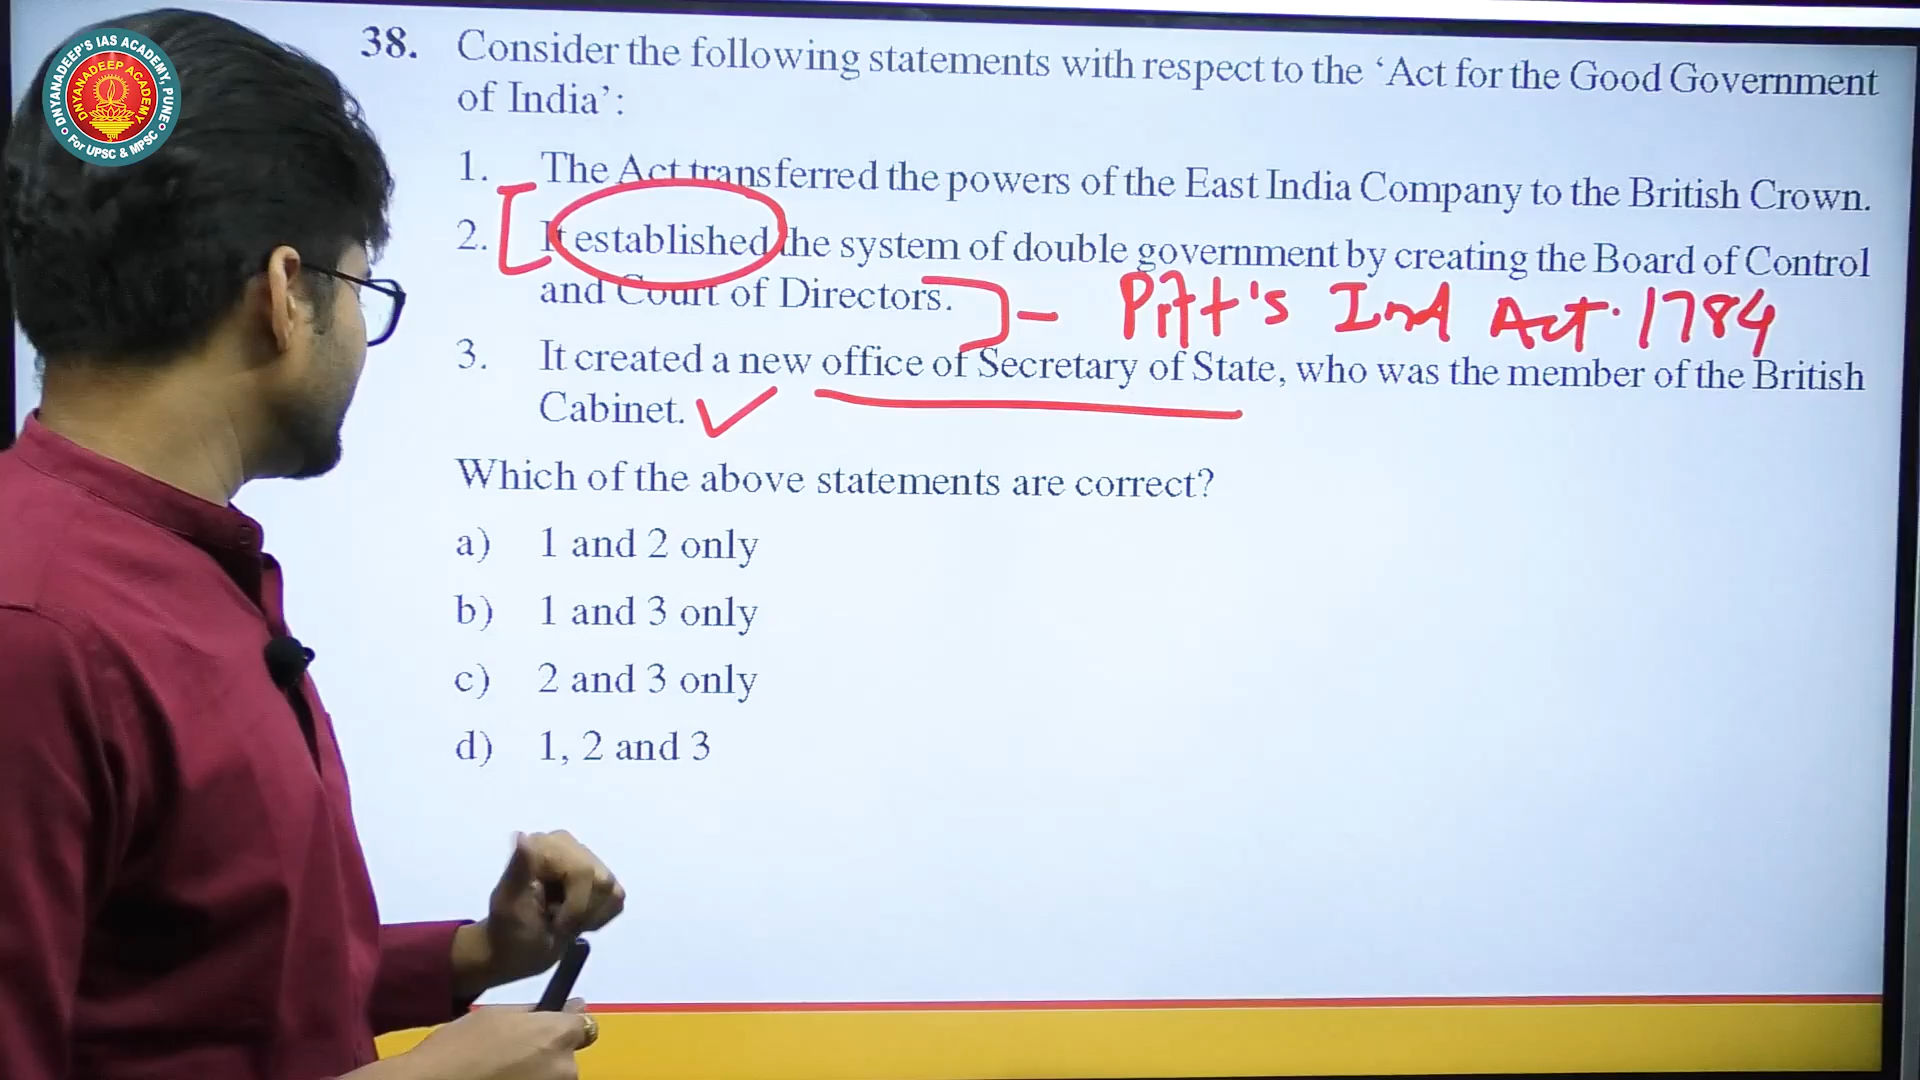 DNYANADEEP'S IAS ACADEMY, PUNE
DNYANADEEP ACADEMY
पुणे
For UPSC & MPSC
38. Consider the following statements with respect to the ‘Act for the Good Government
of India’:
1. The Act transferred the powers of the East India Company to the British Crown.
2. It established the system of double government by creating the Board of Control
and Court of Directors.
Pitt's Ind Act. 1784
3. It created a new office of Secretary of State, who was the member of the British
Cabinet.
Which of the above statements are correct?
a) 1 and 2 only
b) 1 and 3 only
c) 2 and 3 only
d) 1, 2 and 3